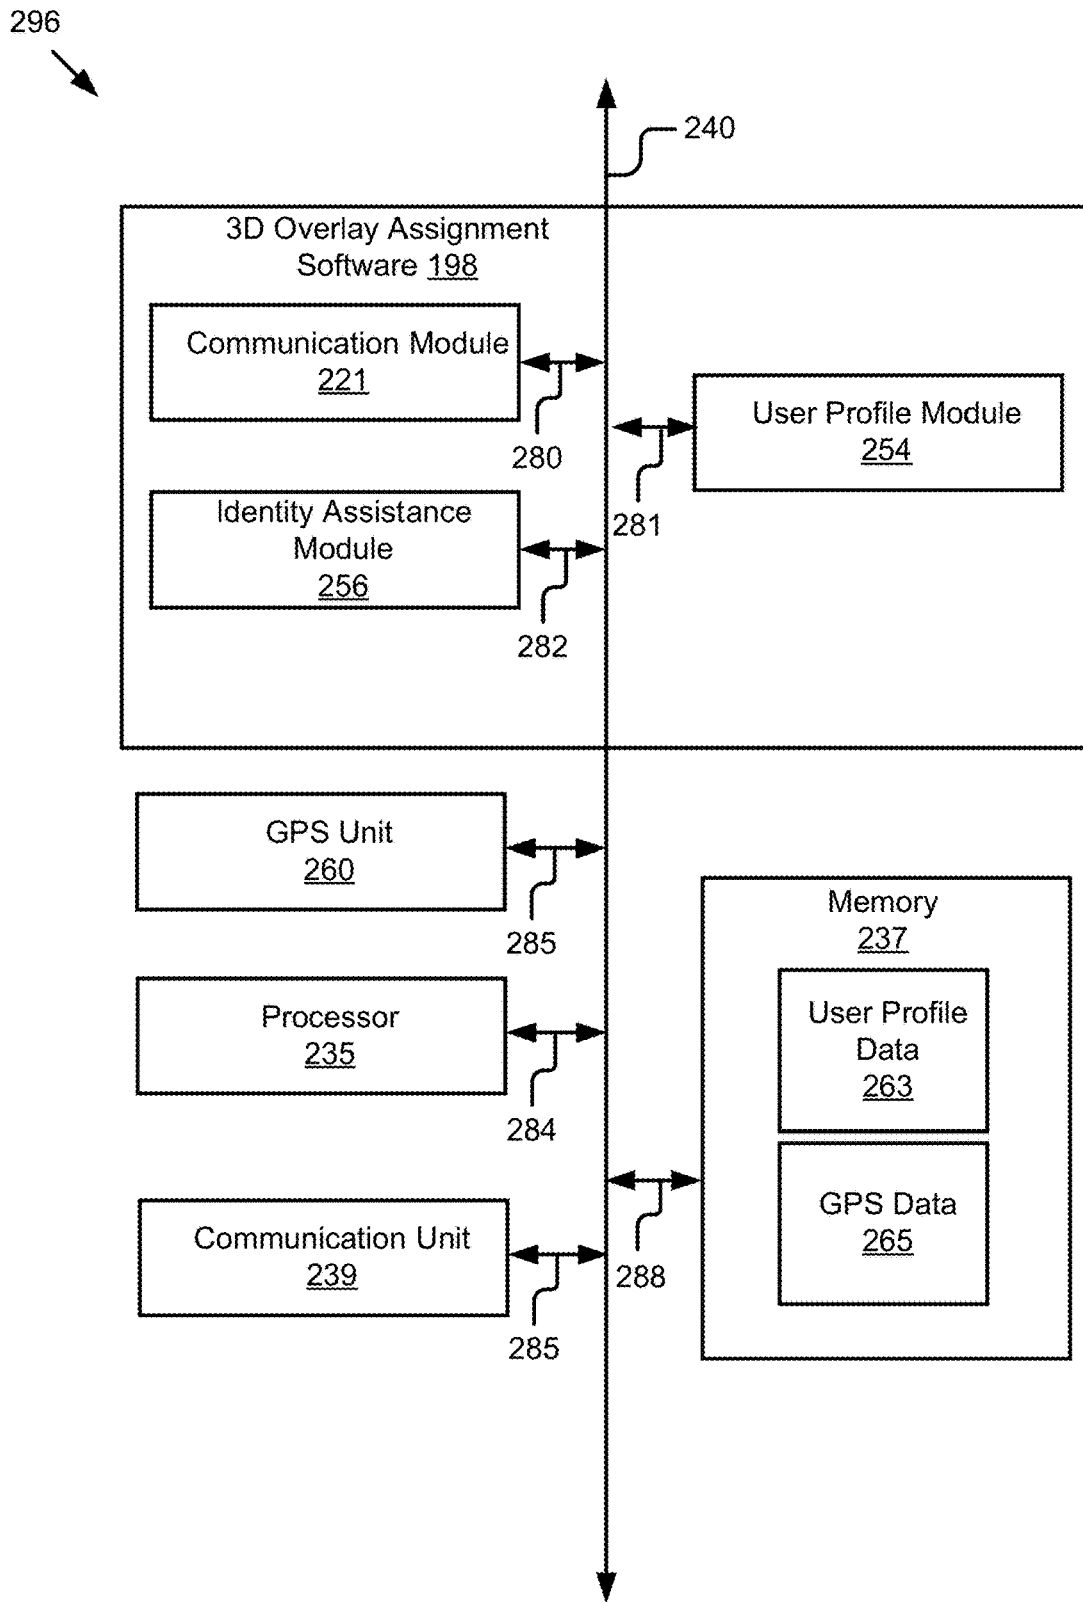 296
240
3D Overlay Assignment
Software 198
Communication Module
221
280
User Profile Module
254
281
Identity Assistance
Module
256
282
GPS Unit
260
285
Processor
235
284
Communication Unit
239
285
Memory
237
User Profile
Data
263
GPS Data
265
288